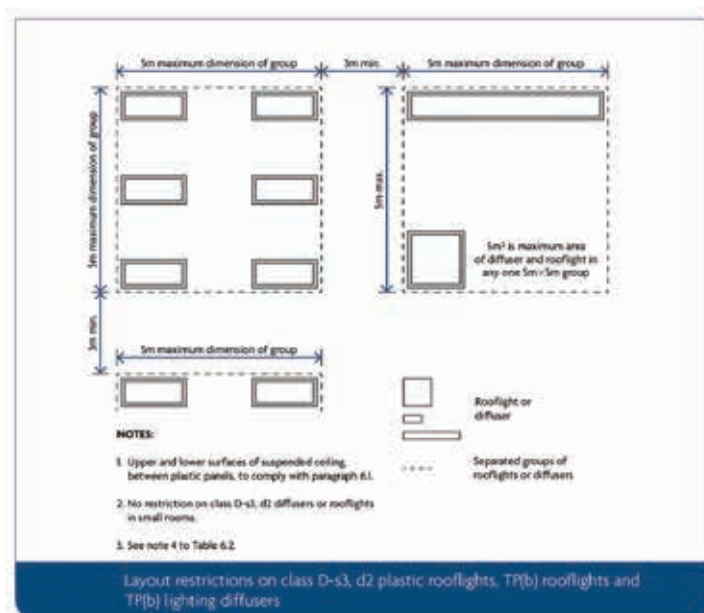 5m maximum dimension of group
3m min.
5m maximum dimension of group
5m maximum dimension of group
5m max.
5m² is maximum area
of diffuser and rooflight in
any one 5m×5m group
3m min.
5m maximum dimension of group
Rooflight or
diffuser
Separated groups of
rooflights or diffusers
NOTES:
1. Upper and lower surfaces of suspended ceiling,
between plastic panels, to comply with paragraph 6.1.
2. No restriction on class D-s3, d2 diffusers or rooflights
in small rooms.
3. See note 4 to Table 6.2.
Layout restrictions on class D-s3, d2 plastic rooflights, TP(b) rooflights and
TP(b) lighting diffusers